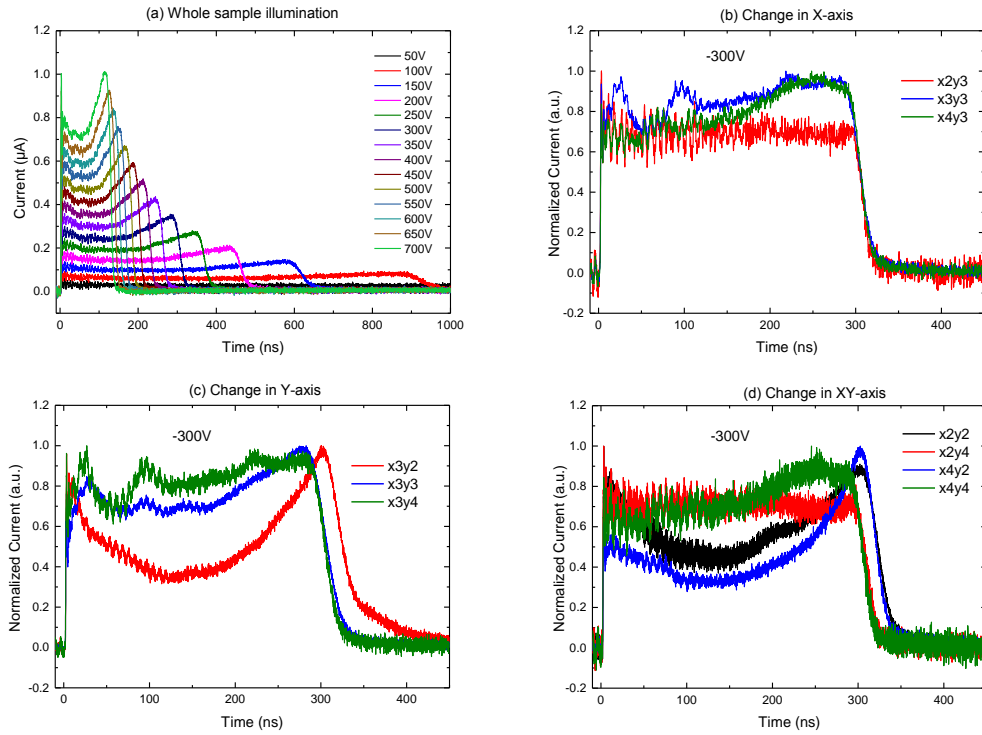 (a) Whole sample illumination
1.2
1.0
0.8
0.6
0.4
0.2
0.0
Current (µA)
50V
100V
150V
200V
250V
300V
350V
400V
450V
500V
550V
600V
650V
700V
0 200 400 600 800 1000
Time (ns)
(b) Change in X-axis
-300V
1.2
1.0
0.8
0.6
0.4
0.2
0.0
-0.2
Normalized Current (a.u.)
x2y3
x3y3
x4y3
0 100 200 300 400
Time (ns)
(c) Change in Y-axis
-300V
1.2
1.0
0.8
0.6
0.4
0.2
0.0
-0.2
Normalized Current (a.u.)
x3y2
x3y3
x3y4
0 100 200 300 400
Time (ns)
(d) Change in XY-axis
-300V
1.2
1.0
0.8
0.6
0.4
0.2
0.0
-0.2
Normalized Current (a.u.)
x2y2
x2y4
x4y2
x4y4
0 100 200 300 400
Time (ns)